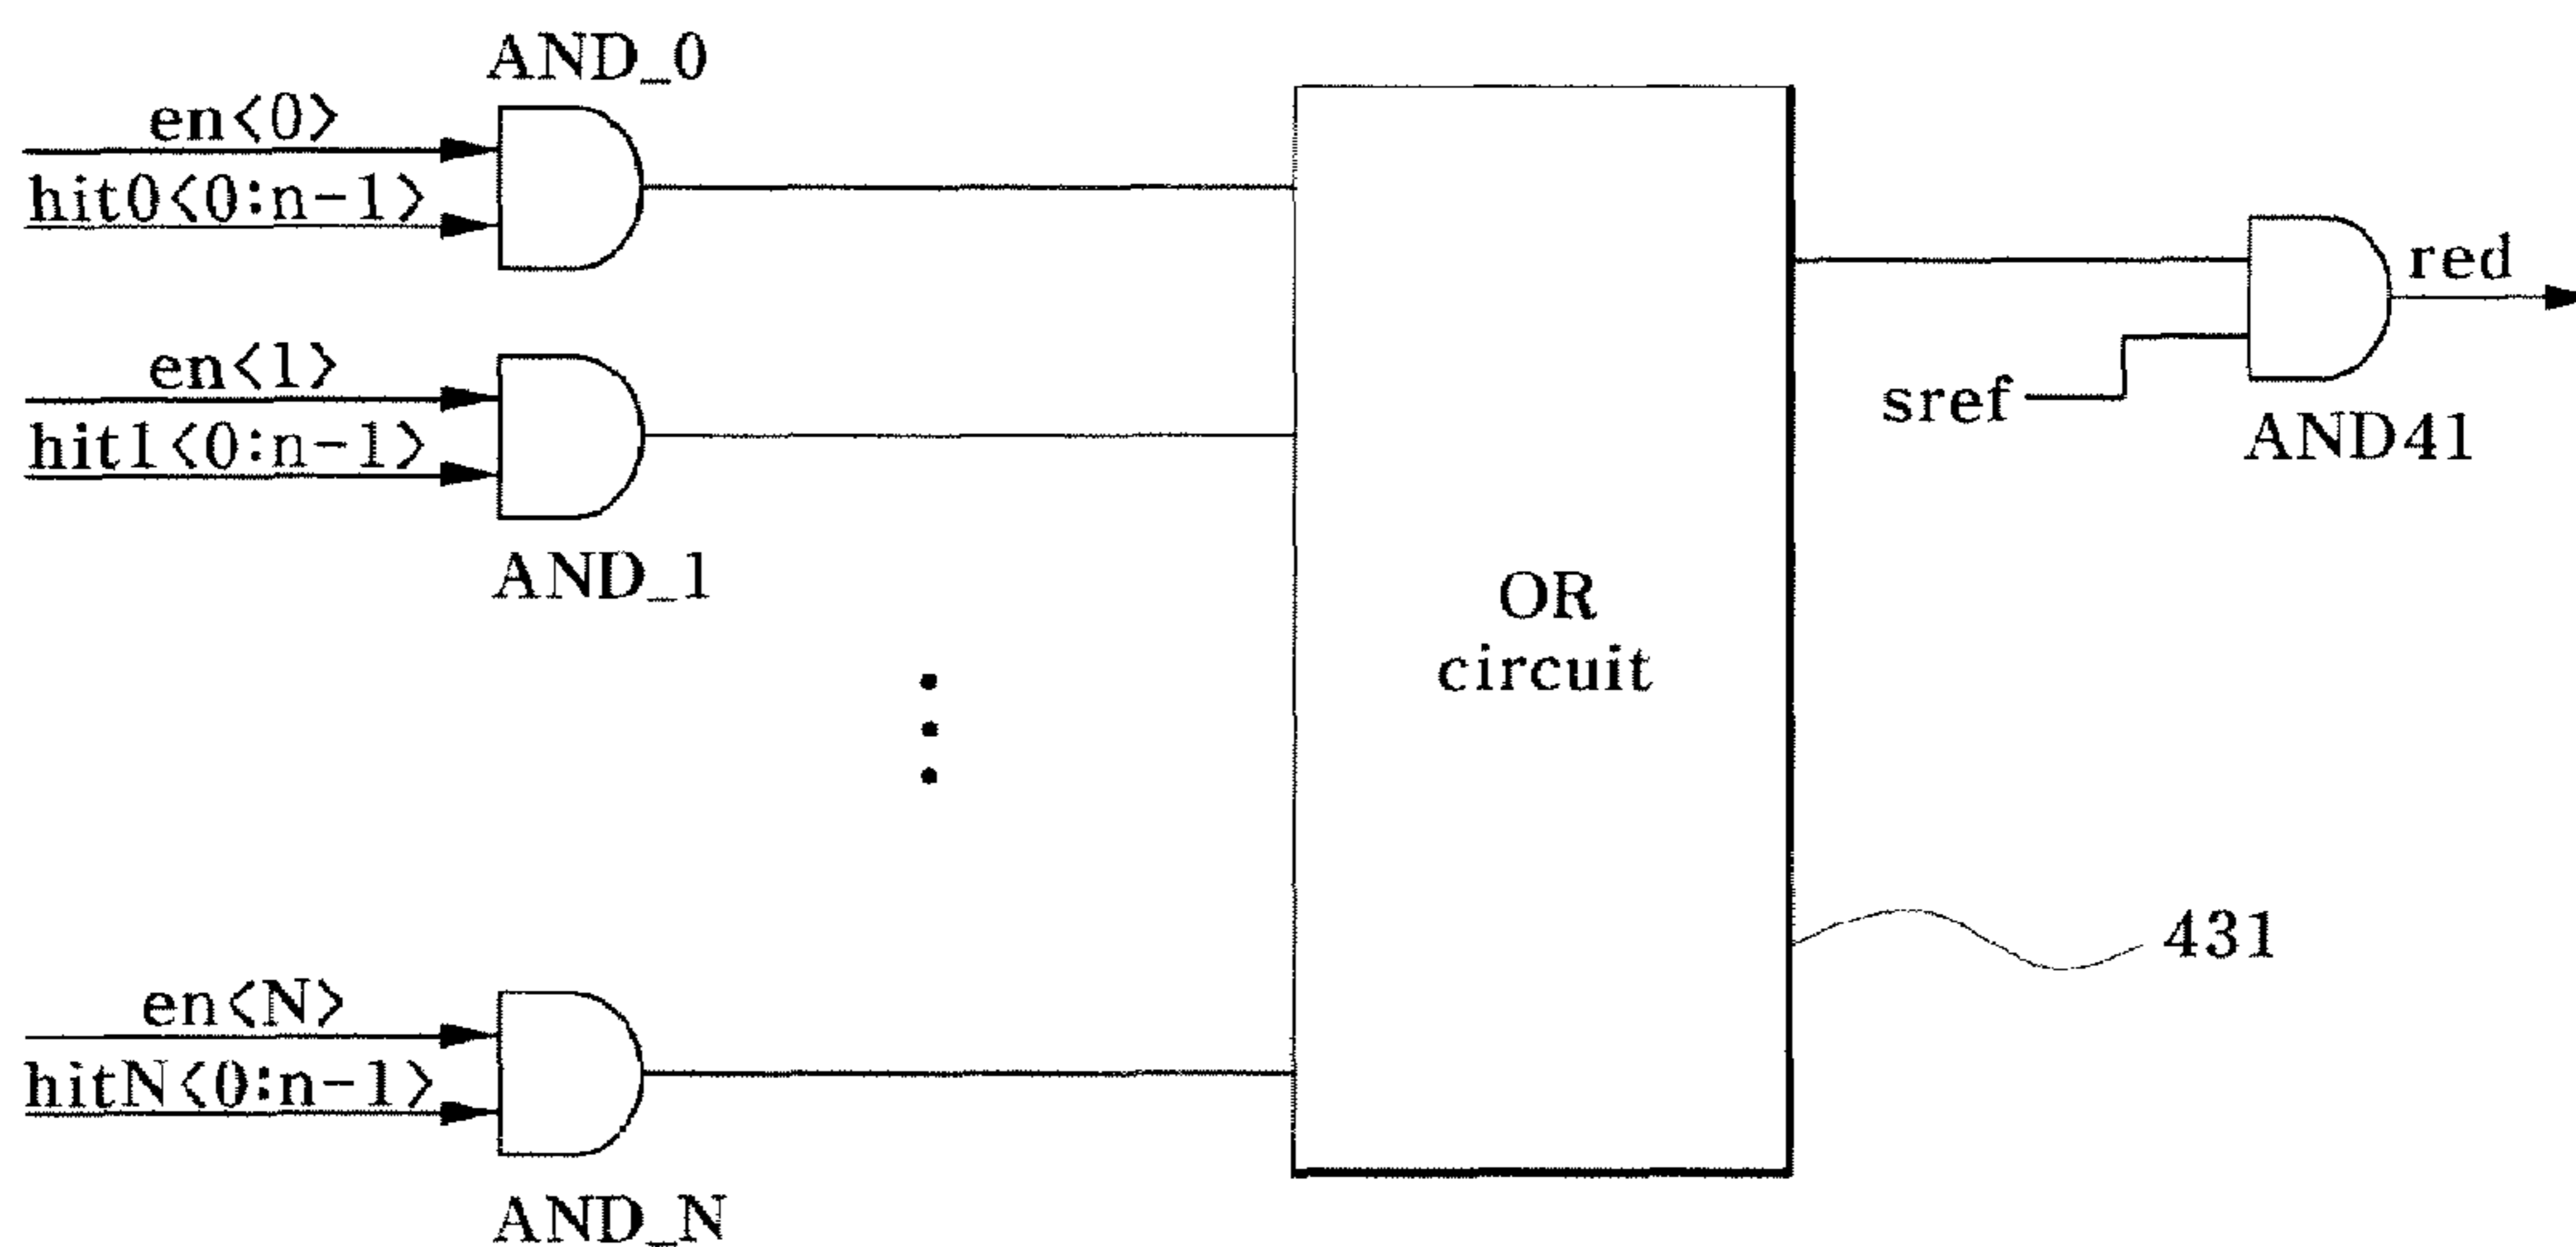 AND_0
en<0>
hit0<0:n-1>
red
en<1>
hit1<0:n-1>
sref
AND41
AND_1
OR
circuit
431
en<N>
hitN<0:n-1>
AND_N